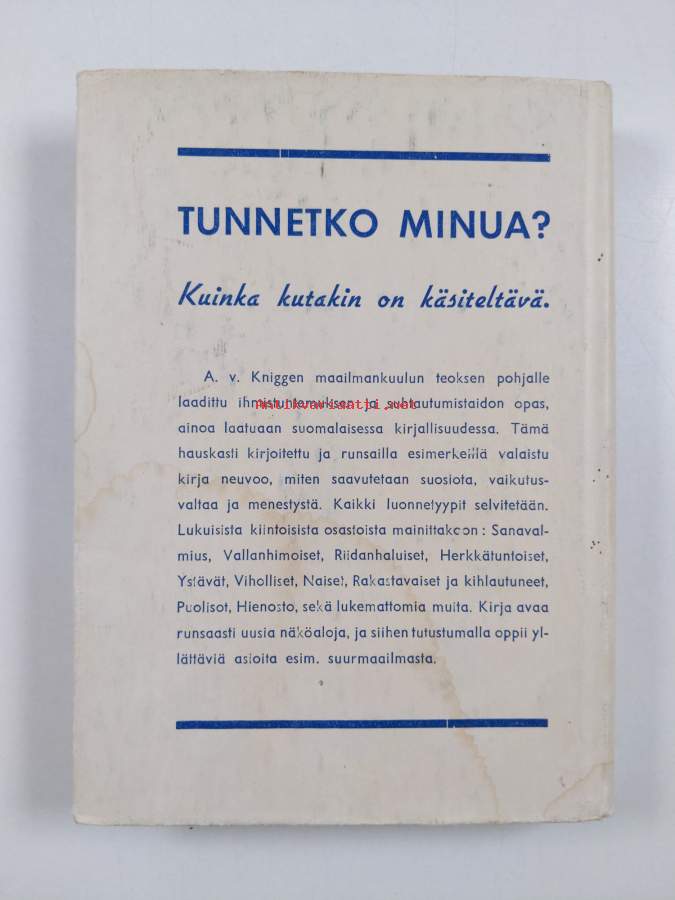 TUNNETKO MINUA?
Kuinka kutakin on käsiteltävä.
A. v. Kniggen maailmankuulun teoksen pohjalle
laadittu ihmistuntemuksen ja suhtautumistaidon opas,
Antikvariaatti.net
ainoa laatuaan suomalaisessa kirjallisuudessa. Tämä
hauskasti kirjoitettu ja runsailla esimerkeillä valaistu
kirja neuvoo, miten saavutetaan suosiota, vaikutus-
valtaa ja menestystä. Kaikki luonnetyypit selvitetään.
Lukuisista kiintoisista osastoista mainittakoon: Sanaval-
mius, Vallanhimoiset, Riidanhaluiset, Herkkätuntoiset,
Ystävät, Viholliset, Naiset, Rakastavaiset ja kihlautuneet,
Puolisot, Hienosto, sekä lukemattomia muita. Kirja avaa
runsaasti uusia näköaloja, ja siihen tutustumalla oppii yl-
lättäviä asioita esim. suurmaailmasta.